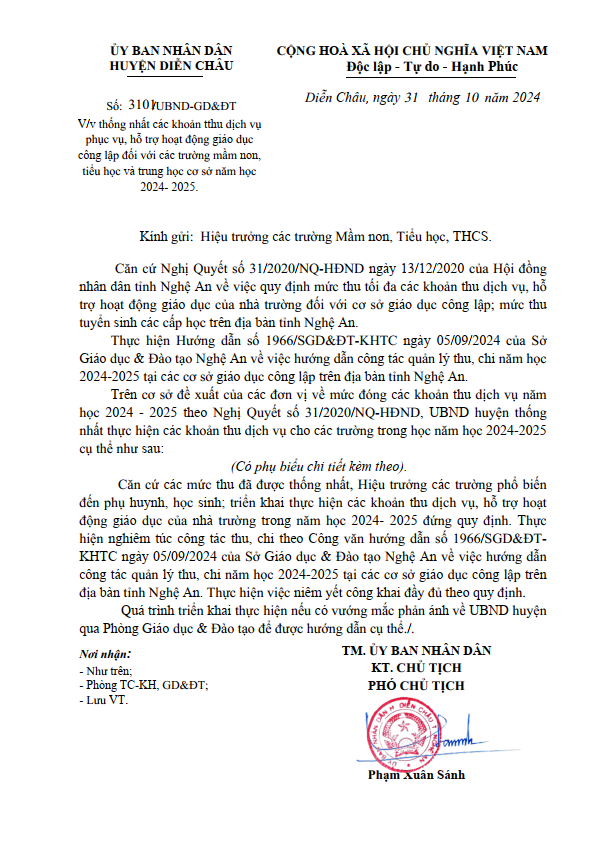 ỦY BAN NHÂN DÂN
HUYỆN DIỄN CHÂU
CỘNG HOÀ XÃ HỘI CHỦ NGHĨA VIỆT NAM
Độc lập - Tự do - Hạnh Phúc
Số: 3101/UBND-GD&ĐT
Diễn Châu, ngày 31 tháng 10 năm 2024
V/v thống nhất các khoản tthu dịch vụ
phục vụ, hỗ trợ hoạt động giáo dục
công lập đối với các trường mầm non,
tiểu học và trung học cơ sở năm học
2024- 2025.
Kính gửi: Hiệu trưởng các trường Mầm non, Tiểu học, THCS.
Căn cứ Nghị Quyết số 31/2020/NQ-HĐND ngày 13/12/2020 của Hội đồng
nhân dân tỉnh Nghệ An về việc quy định mức thu tối đa các khoản thu dịch vụ, hỗ
trợ hoạt động giáo dục của nhà trường đối với cơ sở giáo dục công lập; mức thu
tuyển sinh các cấp học trên địa bàn tỉnh Nghệ An.
Thực hiện Hướng dẫn số 1966/SGD&ĐT-KHTC ngày 05/09/2024 của Sở
Giáo dục & Đào tạo Nghệ An về việc hướng dẫn công tác quản lý thu, chi năm học
2024-2025 tại các cơ sở giáo dục công lập trên địa bàn tỉnh Nghệ An.
Trên cơ sở đề xuất của các đơn vị về mức đóng các khoản thu dịch vụ năm
học 2024 - 2025 theo Nghị Quyết số 31/2020/NQ-HĐND, UBND huyện thống
nhất thực hiện các khoản thu dịch vụ cho các trường trong học năm học 2024-2025
cụ thể như sau:
(Có phụ biểu chi tiết kèm theo).
Căn cứ các mức thu đã được thống nhất, Hiệu trưởng các trường phổ biến
đến phụ huynh, học sinh; triển khai thực hiện các khoản thu dịch vụ, hỗ trợ hoạt
động giáo dục của nhà trường trong năm học 2024- 2025 đứng quy định. Thực
hiện nghiêm túc công tác thu, chi theo Công văn hướng dẫn số 1966/SGD&ĐT-
KHTC ngày 05/09/2024 của Sở Giáo dục & Đào tạo Nghệ An về việc hướng dẫn
công tác quản lý thu, chi năm học 2024-2025 tại các cơ sở giáo dục công lập trên
địa bàn tỉnh Nghệ An. Thực hiện việc niêm yết công khai đầy đủ theo quy định.
Quá trình triển khai thực hiện nếu có vướng mắc phản ánh về UBND huyện
qua Phòng Giáo dục & Đào tạo để được hướng dẫn cụ thể./.
Nơi nhận:
- Như trên;
- Phòng TC-KH, GD&ĐT;
- Lưu VT.
TM. ỦY BAN NHÂN DÂN
KT. CHỦ TỊCH
PHÓ CHỦ TỊCH
Phạm Xuân Sánh